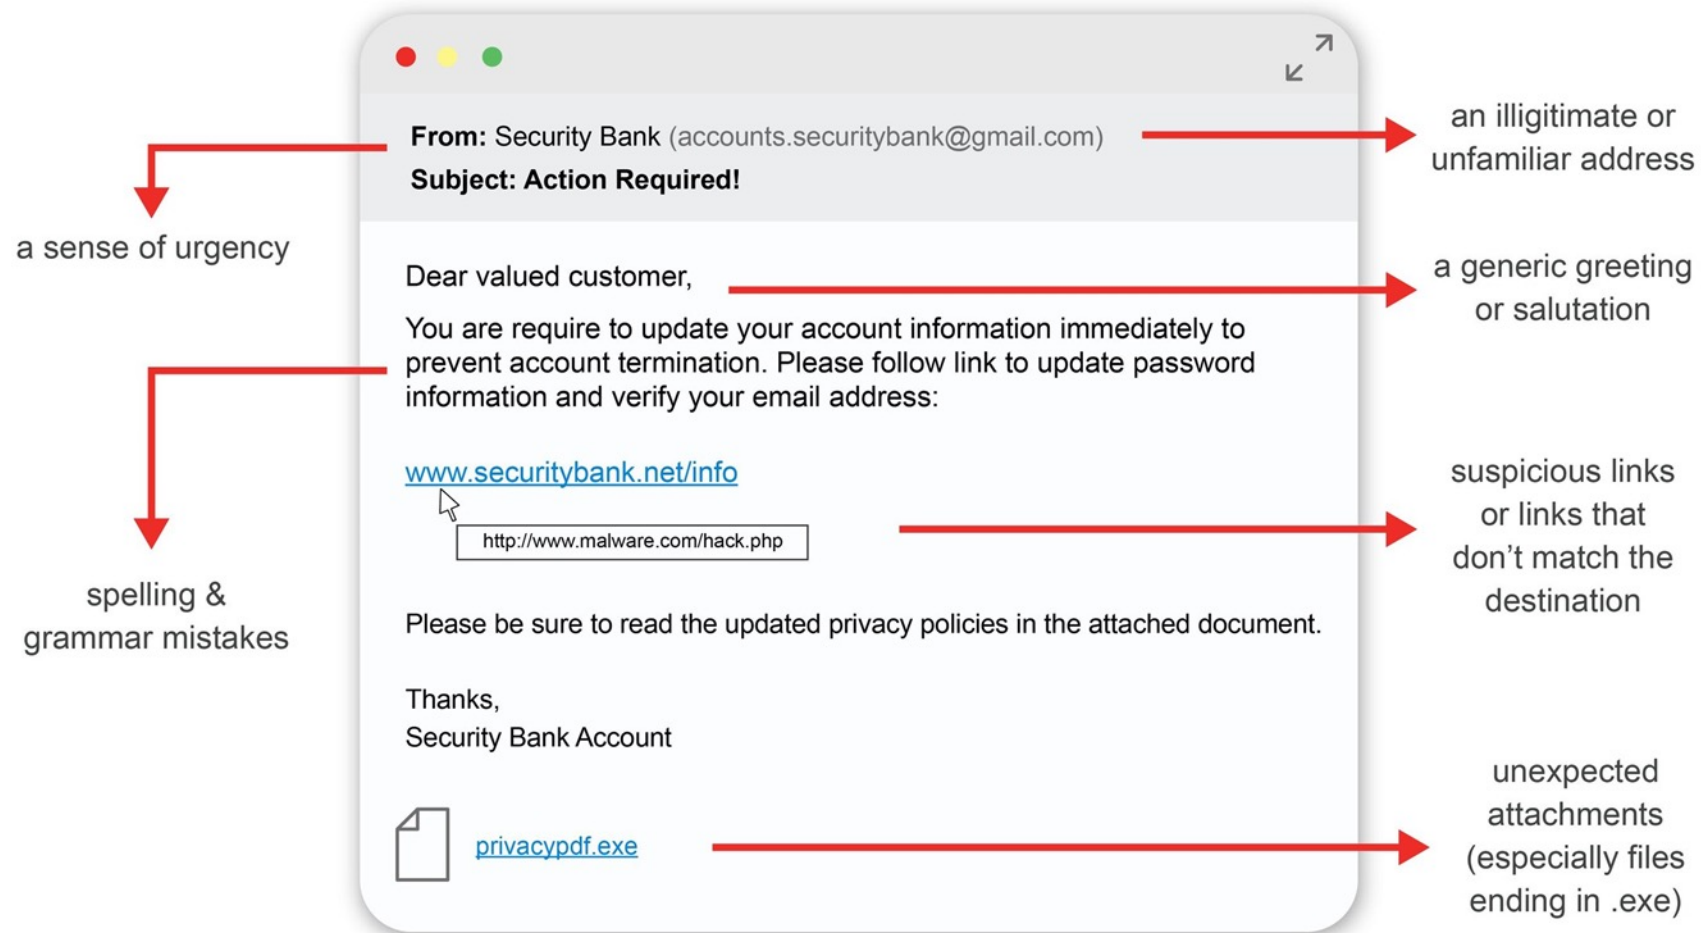 From: Security Bank (accounts.securitybank@gmail.com)
Subject: Action Required!
an illigitimate or
unfamiliar address
a sense of urgency
Dear valued customer,
a generic greeting
or salutation
You are require to update your account information immediately to
prevent account termination. Please follow link to update password
information and verify your email address:
spelling &
grammar mistakes
www.securitybank.net/info
http://www.malware.com/hack.php
suspicious links
or links that
don’t match the
destination
Please be sure to read the updated privacy policies in the attached document.
Thanks,
Security Bank Account
privacypdf.exe
unexpected
attachments
(especially files
ending in .exe)